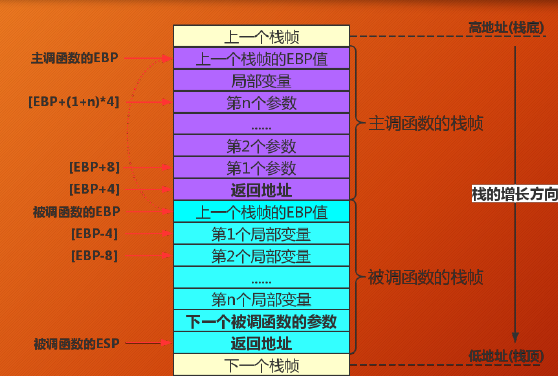 上一个栈帧
高地址(栈底)
主调函数的EBP
上一个栈帧的EBP值
局部变量
[EBP+(1+n)*4]
第n个参数
......
主调函数的栈帧
第2个参数
[EBP+8]
第1个参数
[EBP+4]
返回地址
栈的增长方向
被调函数的EBP
上一个栈帧的EBP值
[EBP-4]
第1个局部变量
[EBP-8]
第2个局部变量
......
被调函数的栈帧
第n个局部变量
下一个被调函数的参数
被调函数的ESP
返回地址
低地址(栈顶)
下一个栈帧